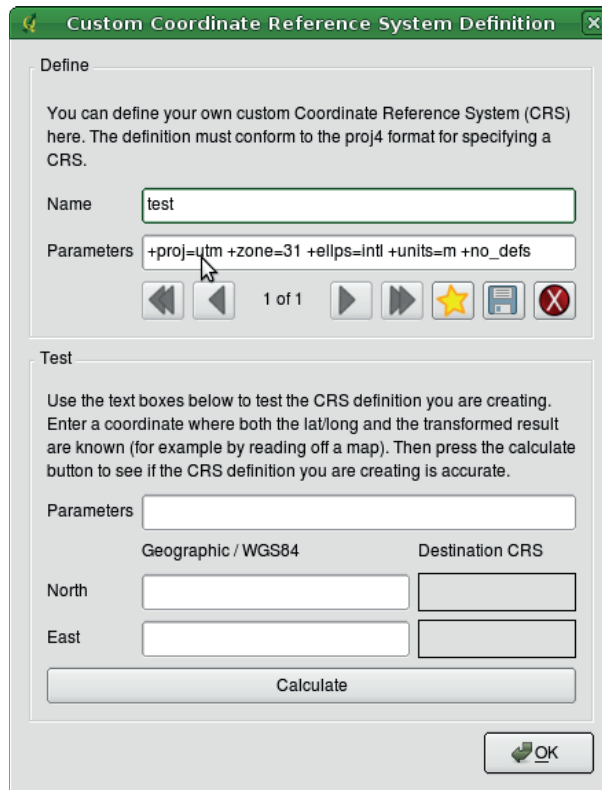 Custom Coordinate Reference System Definition
Define
You can define your own custom Coordinate Reference System (CRS)
here. The definition must conform to the proj4 format for specifying a
CRS.
Name test
Parameters +proj=utm +zone=31 +ellps=intl +units=m +no_defs
1 of 1
Test
Use the text boxes below to test the CRS definition you are creating.
Enter a coordinate where both the lat/long and the transformed result
are known (for example by reading off a map). Then press the calculate
button to see if the CRS definition you are creating is accurate.
Parameters
Geographic / WGS84 Destination CRS
North
East
Calculate
OK